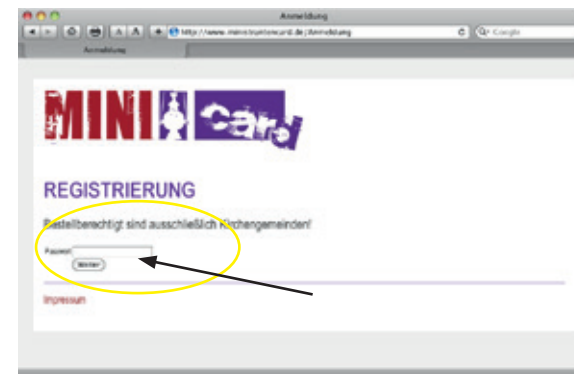 Anmeldung
http://www.ministrantencard.de/Anmeldung
Google
Anmeldung
MINI card
REGISTRIERUNG
Bestellberechtigt sind ausschließlich Kirchengemeinden!
Passwort
Weiter
Impressum